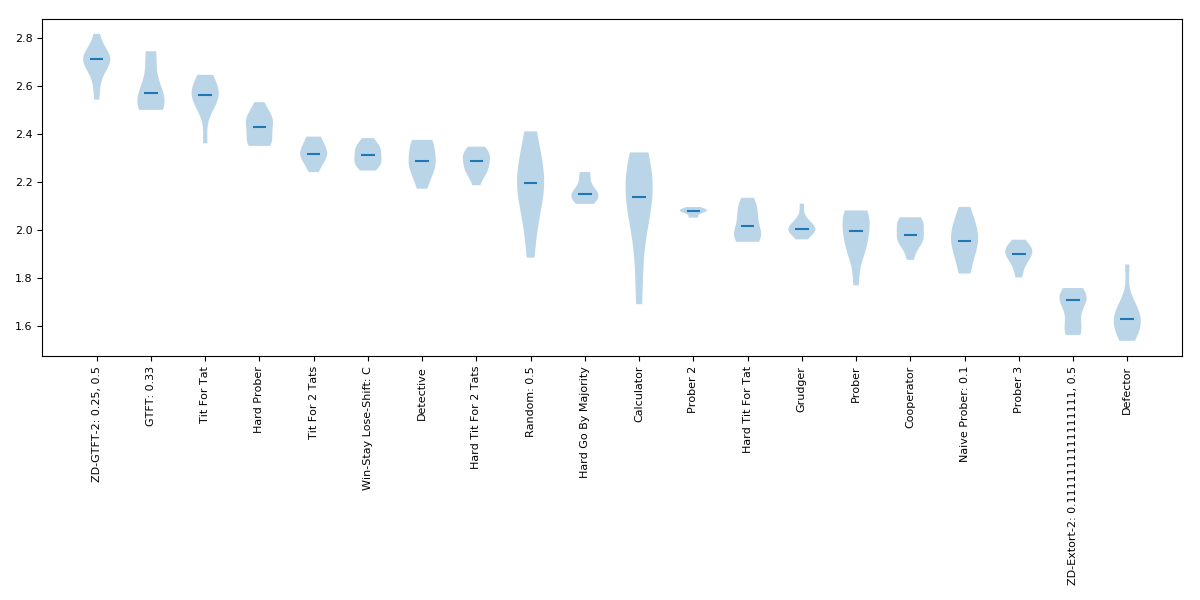 2.8
2.6
2.4
2.2
2.0
1.8
1.6
ZD-GTFT-2: 0.25, 0.5
GTFT: 0.33
Tit For Tat
Hard Prober
Tit For 2 Tats
Win-Stay Lose-Shift: C
Detective
Hard Tit For 2 Tats
Random: 0.5
Hard Go By Majority
Calculator
Prober 2
Hard Tit For Tat
Grudger
Prober
Cooperator
Naive Prober: 0.1
Prober 3
ZD-Extort-2: 0.1111111111111111, 0.5
Defector